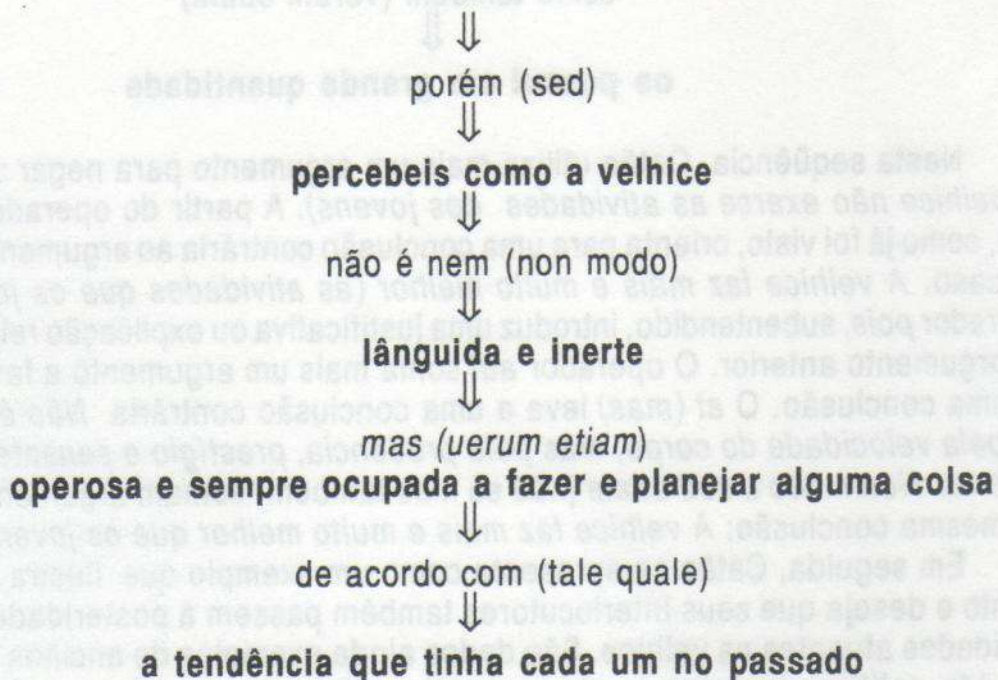 porém (sed)
percebeis como a velhice
não é nem (non modo)
lânguida e inerte
mas (uerum etiam)
operosa e sempre ocupada a fazer e planejar alguma coisa
de acordo com (tale quale)
a tendência que tinha cada um no passado